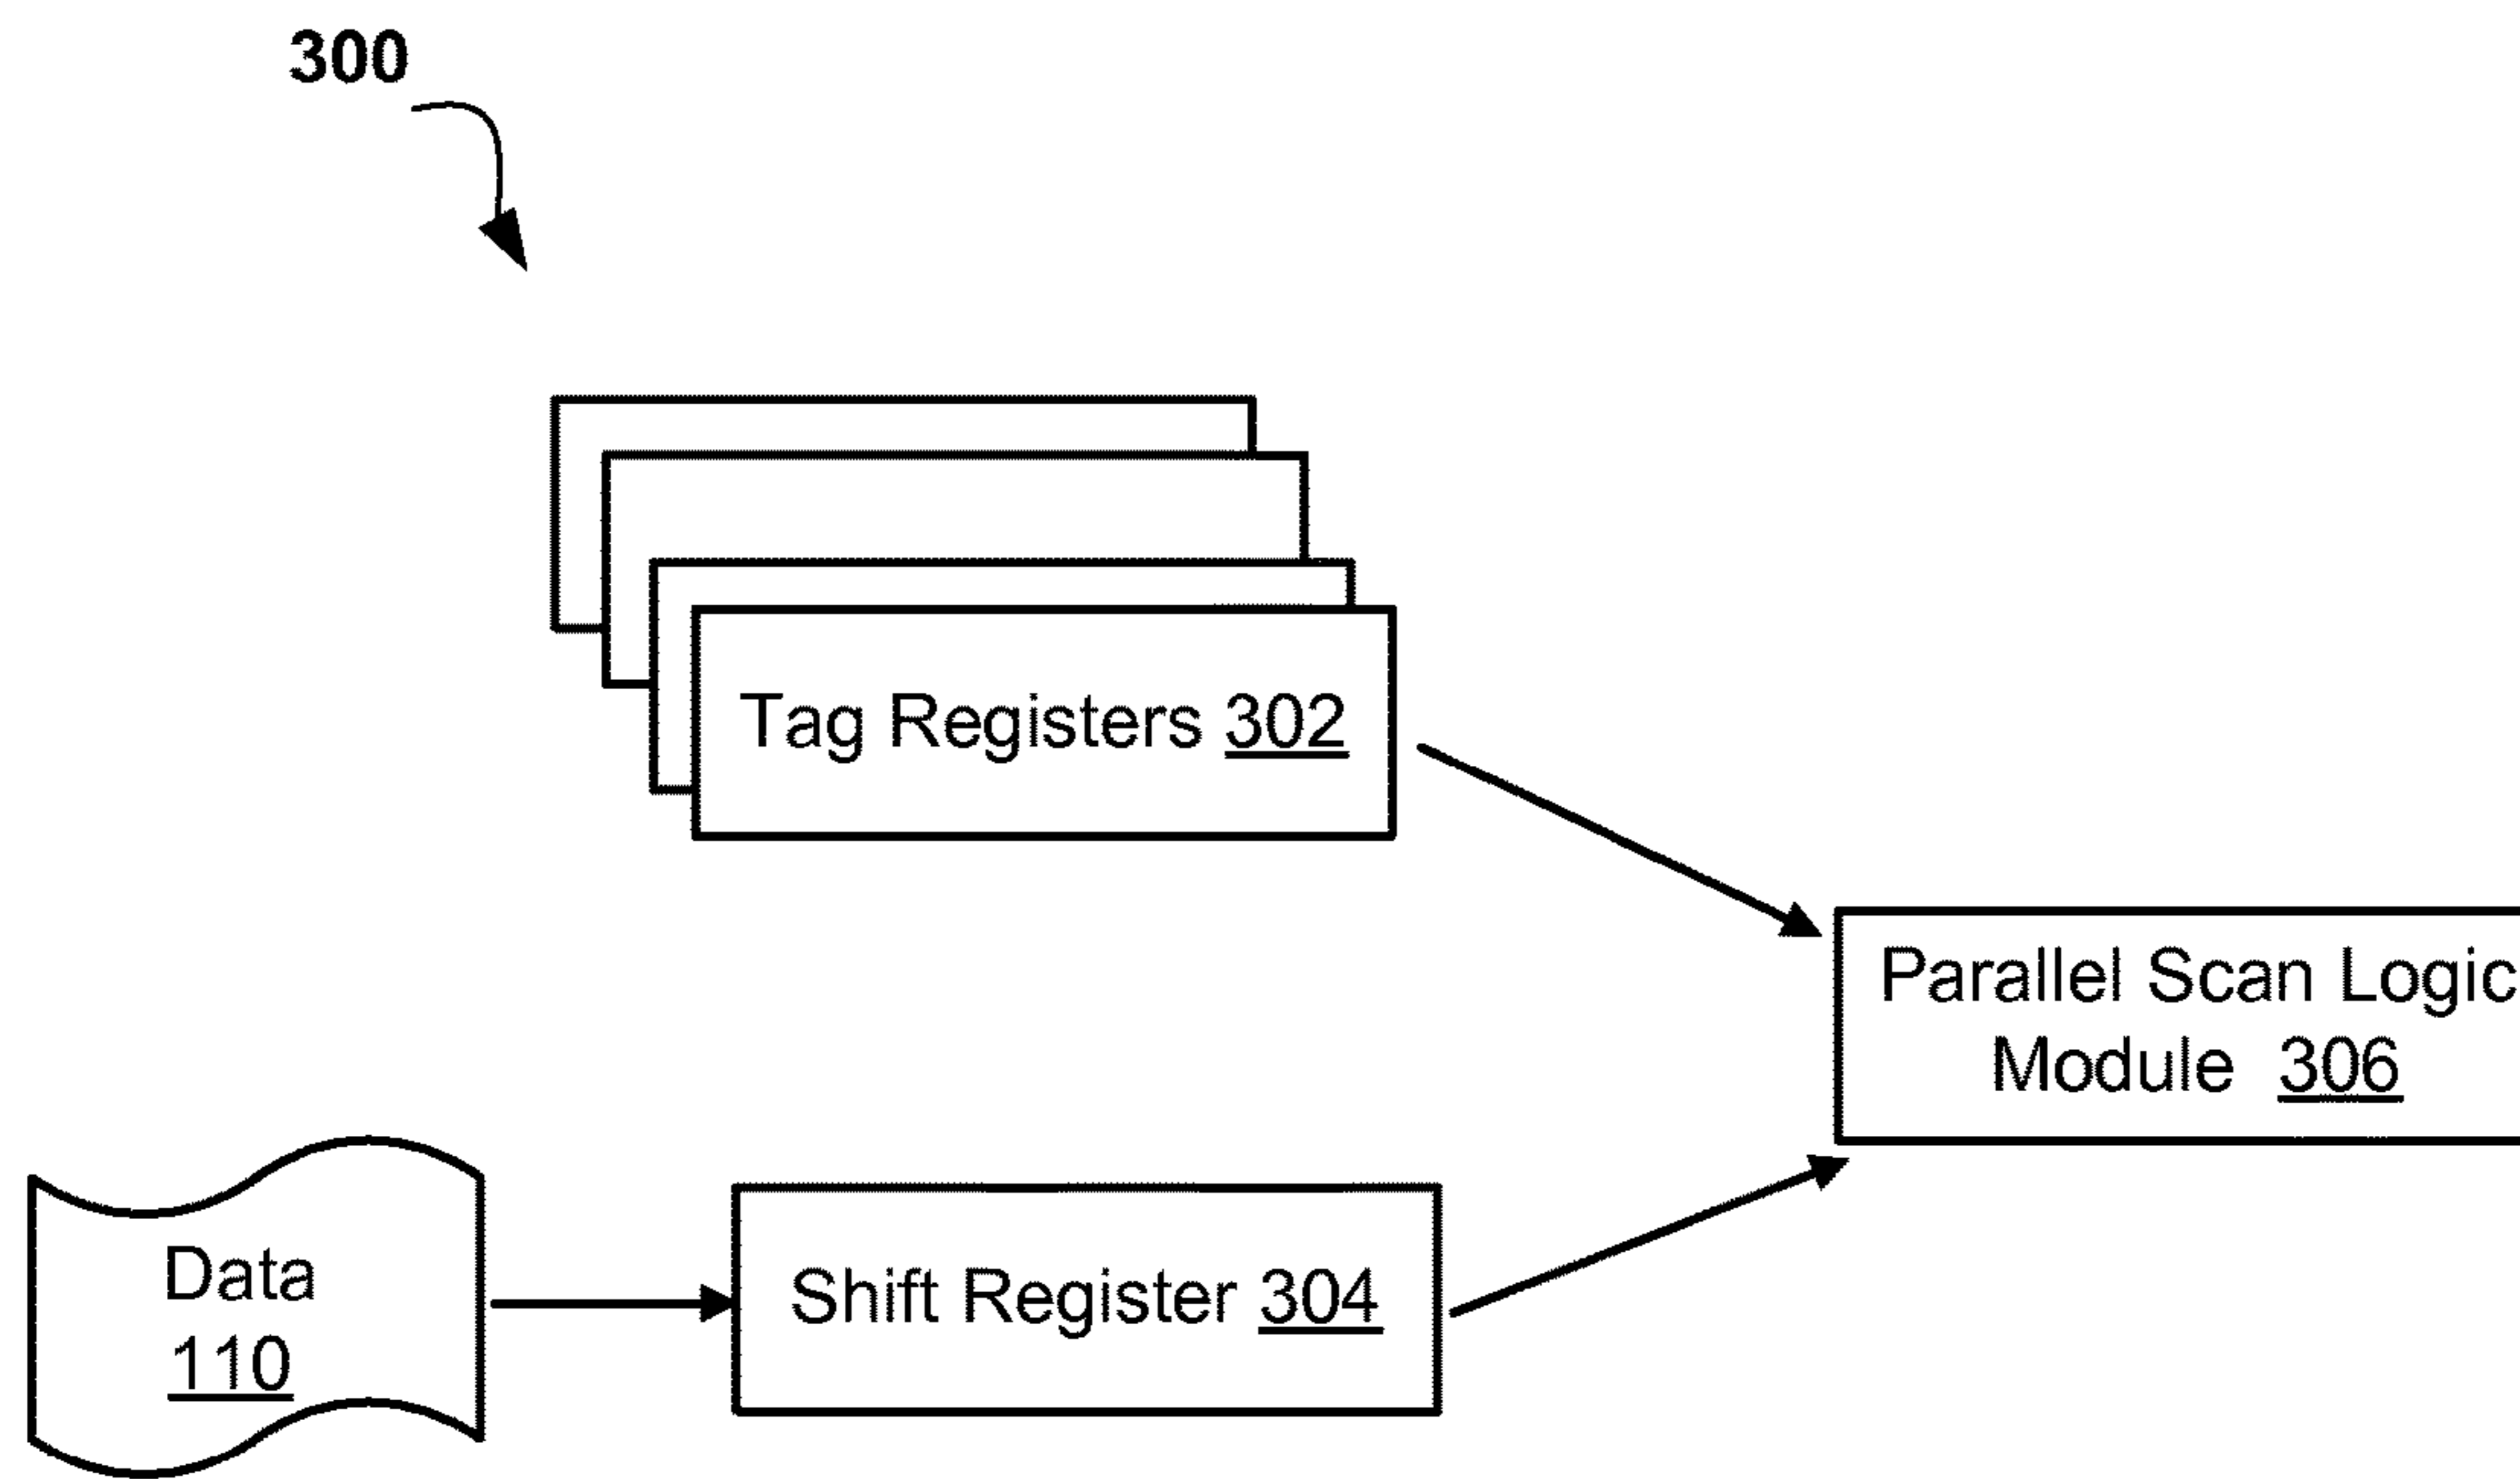 300
Tag Registers 302
Parallel Scan Logic
Module 306
Data
110
Shift Register 304